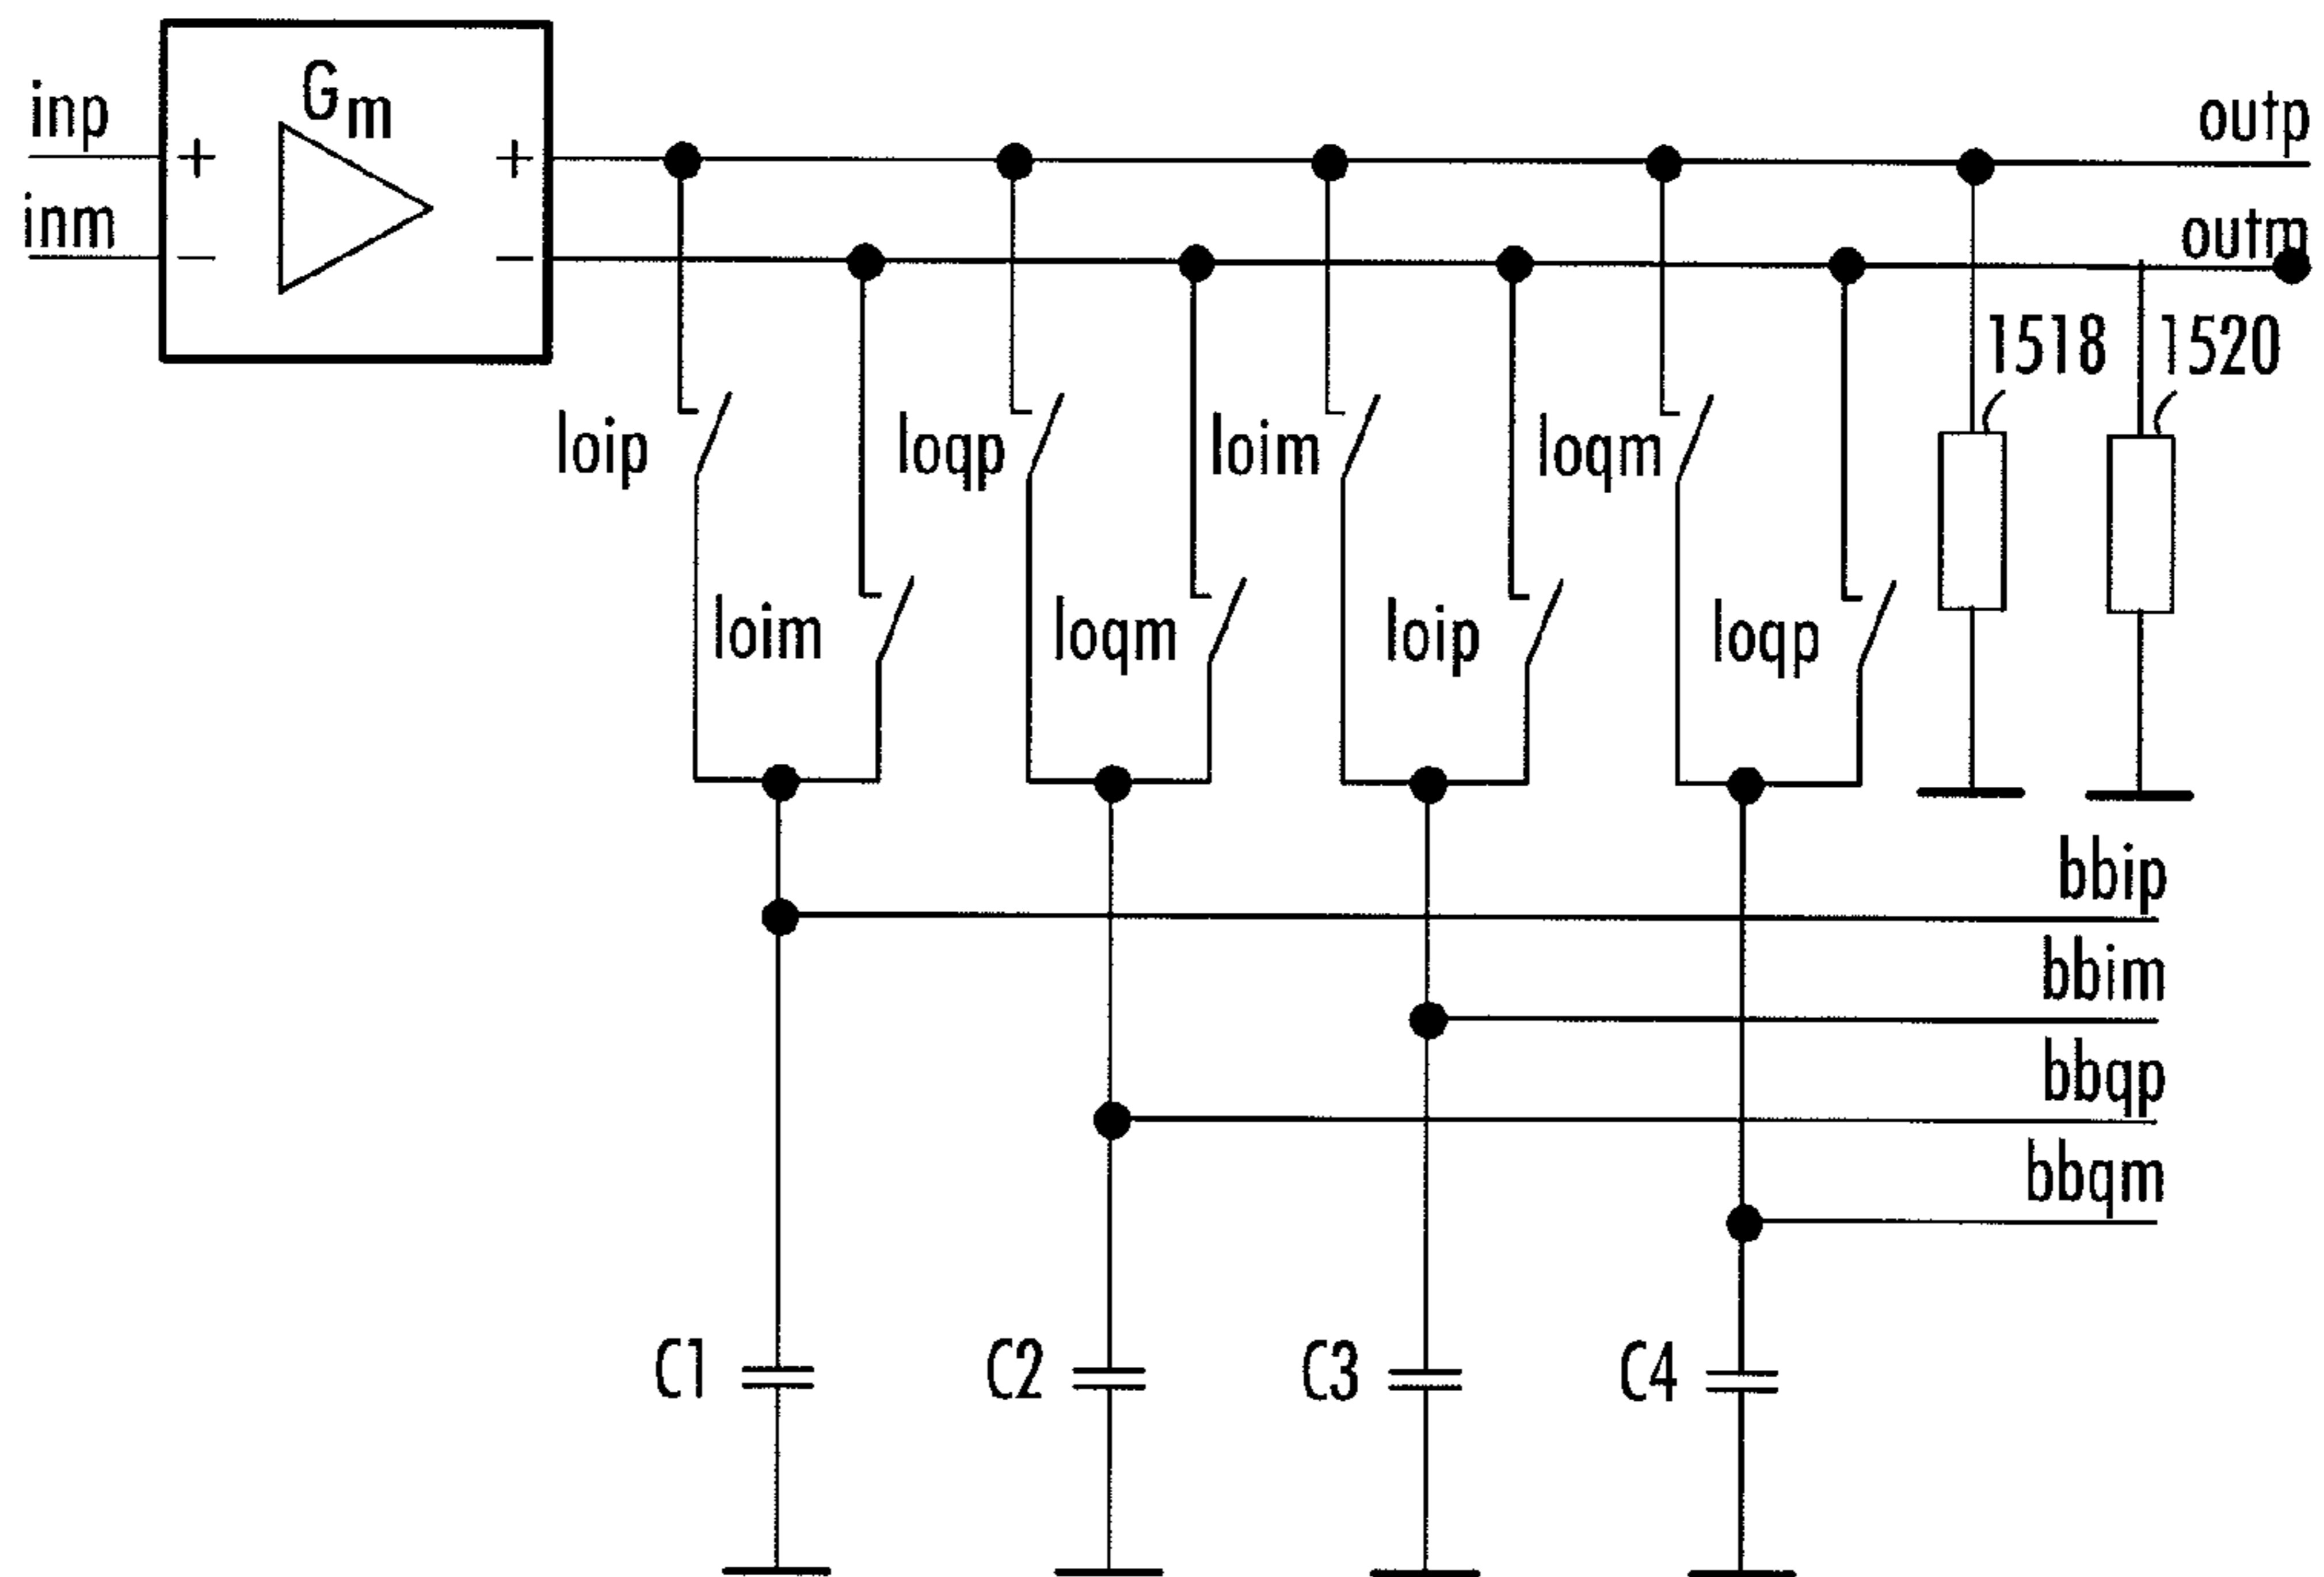 Gm
inp
+ +
inm
- -
outp
outm
1518 1520
loip loqp loim loqm
loim loqm loip loqp
bbip
bbim
bbqp
bbqm
C1 C2 C3 C4